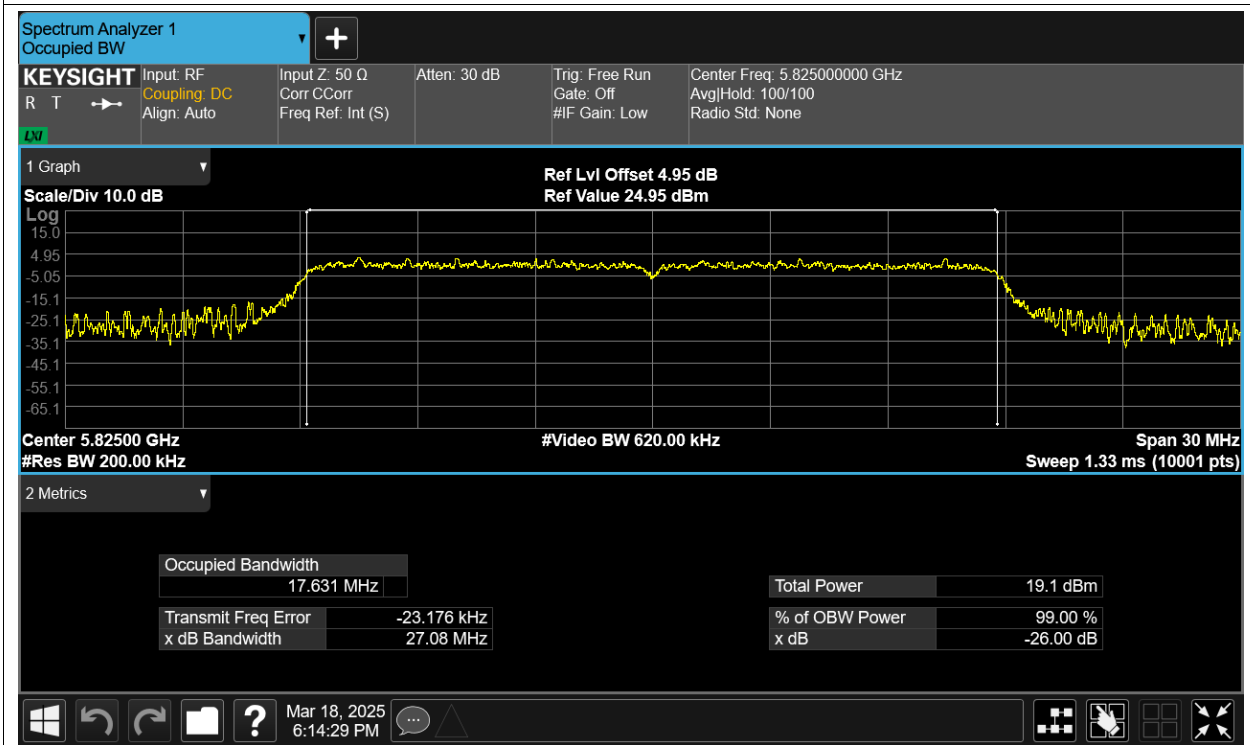 Spectrum Analyzer 1
Occupied BW
KEYSIGHT
R T
LXI
Input: RF
Coupling: DC
Align: Auto
Input Z: 50 Ω
Corr CCorr
Freq Ref: Int (S)
Atten: 30 dB
Trig: Free Run
Gate: Off
#IF Gain: Low
Center Freq: 5.825000000 GHz
Avg|Hold: 100/100
Radio Std: None
1 Graph
Scale/Div 10.0 dB
Ref Lvl Offset 4.95 dB
Ref Value 24.95 dBm
Log
15.0
4.95
-5.05
-15.1
-25.1
-35.1
-45.1
-55.1
-65.1
Center 5.82500 GHz
#Res BW 200.00 kHz
#Video BW 620.00 kHz
Span 30 MHz
Sweep 1.33 ms (10001 pts)
2 Metrics
Occupied Bandwidth
17.631 MHz
Transmit Freq Error -23.176 kHz
x dB Bandwidth 27.08 MHz
Total Power 19.1 dBm
% of OBW Power 99.00 %
x dB -26.00 dB
?
Mar 18, 2025
6:14:29 PM